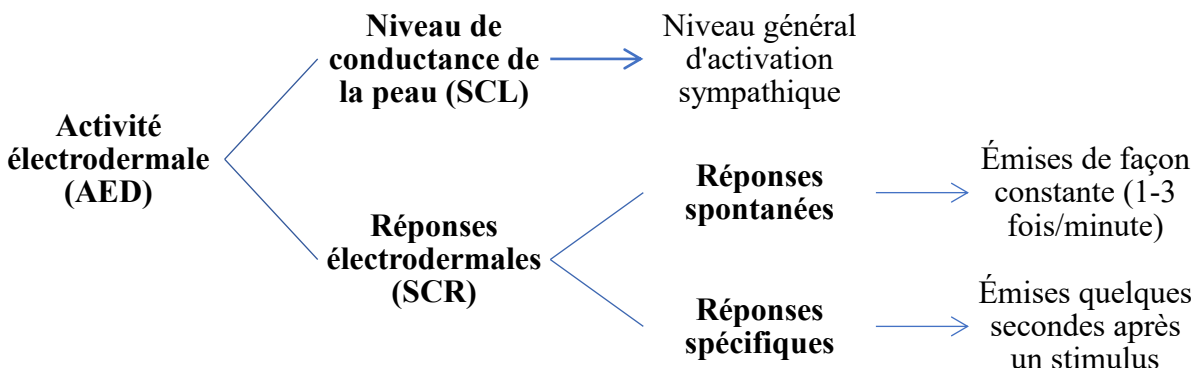 Activité
électrodermale
(AED)
Niveau de
conductance de
la peau (SCL)
Niveau général
d'activation
sympathique
Réponses
électrodermales
(SCR)
Réponses
spontanées
Émises de façon
constante (1-3
fois/minute)
Réponses
spécifiques
Émises quelques
secondes après
un stimulus